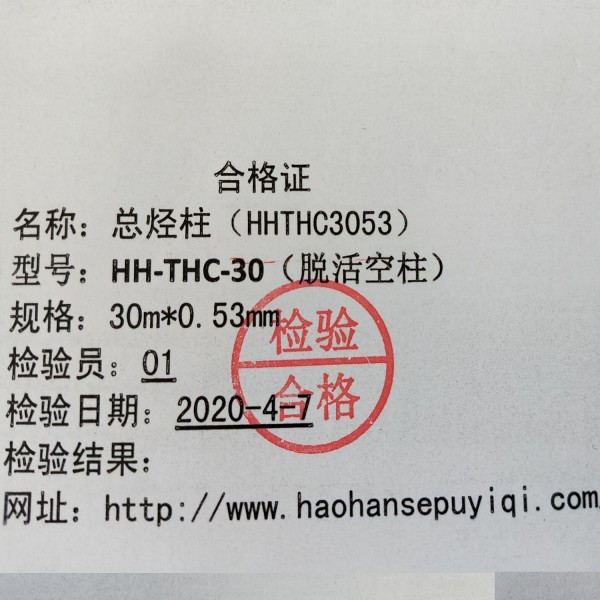 合格证
名称：总烃柱（HHTHC3053）
型号：HH-THC-30（脱活空柱）
规格：30m*0.53mm
检验员：01
检验日期：2020-4-7
检验结果：
网址：http://www.haohansepuyiqi.com/
检验
合格